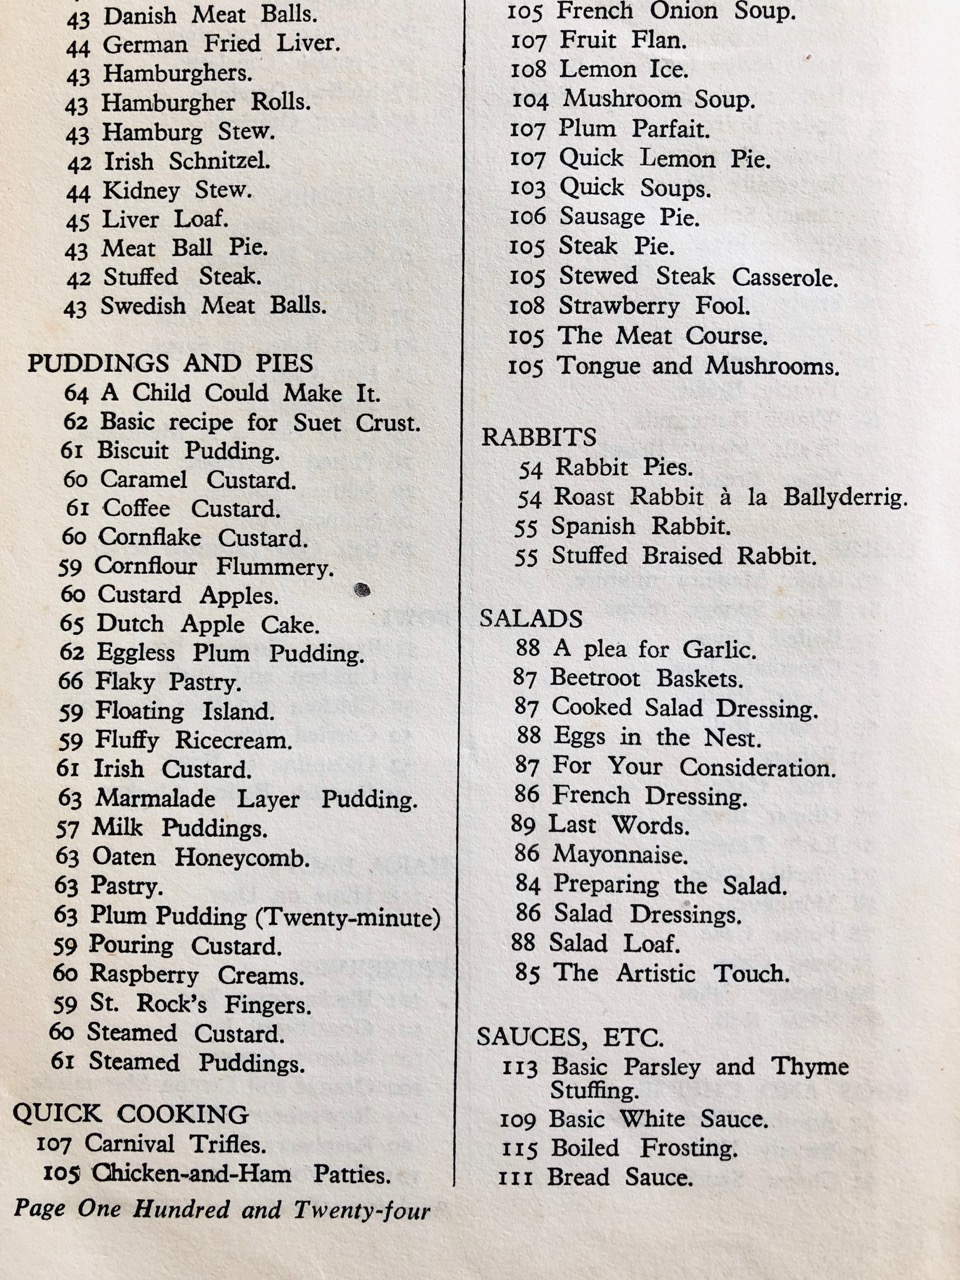 43 Danish Meat Balls.
44 German Fried Liver.
43 Hamburghers.
43 Hamburgher Rolls.
43 Hamburg Stew.
42 Irish Schnitzel.
44 Kidney Stew.
45 Liver Loaf.
43 Meat Ball Pie.
42 Stuffed Steak.
43 Swedish Meat Balls.
PUDDINGS AND PIES
64 A Child Could Make It.
62 Basic recipe for Suet Crust.
61 Biscuit Pudding.
60 Caramel Custard.
61 Coffee Custard.
60 Cornflake Custard.
59 Cornflour Flummery.
60 Custard Apples.
65 Dutch Apple Cake.
62 Eggless Plum Pudding.
66 Flaky Pastry.
59 Floating Island.
59 Fluffy Ricecream.
61 Irish Custard.
63 Marmalade Layer Pudding.
57 Milk Puddings.
63 Oaten Honeycomb.
63 Pastry.
63 Plum Pudding (Twenty-minute)
59 Pouring Custard.
60 Raspberry Creams.
59 St. Rock's Fingers.
60 Steamed Custard.
61 Steamed Puddings.
QUICK COOKING
107 Carnival Trifles.
105 Chicken-and-Ham Patties.
105 French Onion Soup.
107 Fruit Flan.
108 Lemon Ice.
104 Mushroom Soup.
107 Plum Parfait.
107 Quick Lemon Pie.
103 Quick Soups.
106 Sausage Pie.
105 Steak Pie.
105 Stewed Steak Casserole.
108 Strawberry Fool.
105 The Meat Course.
105 Tongue and Mushrooms.
RABBITS
54 Rabbit Pies.
54 Roast Rabbit à la Ballyderrig.
55 Spanish Rabbit.
55 Stuffed Braised Rabbit.
SALADS
88 A plea for Garlic.
87 Beetroot Baskets.
87 Cooked Salad Dressing.
88 Eggs in the Nest.
87 For Your Consideration.
86 French Dressing.
89 Last Words.
86 Mayonnaise.
84 Preparing the Salad.
86 Salad Dressings.
88 Salad Loaf.
85 The Artistic Touch.
SAUCES, ETC.
113 Basic Parsley and Thyme
Stuffing.
109 Basic White Sauce.
115 Boiled Frosting.
111 Bread Sauce.
Page One Hundred and Twenty-four